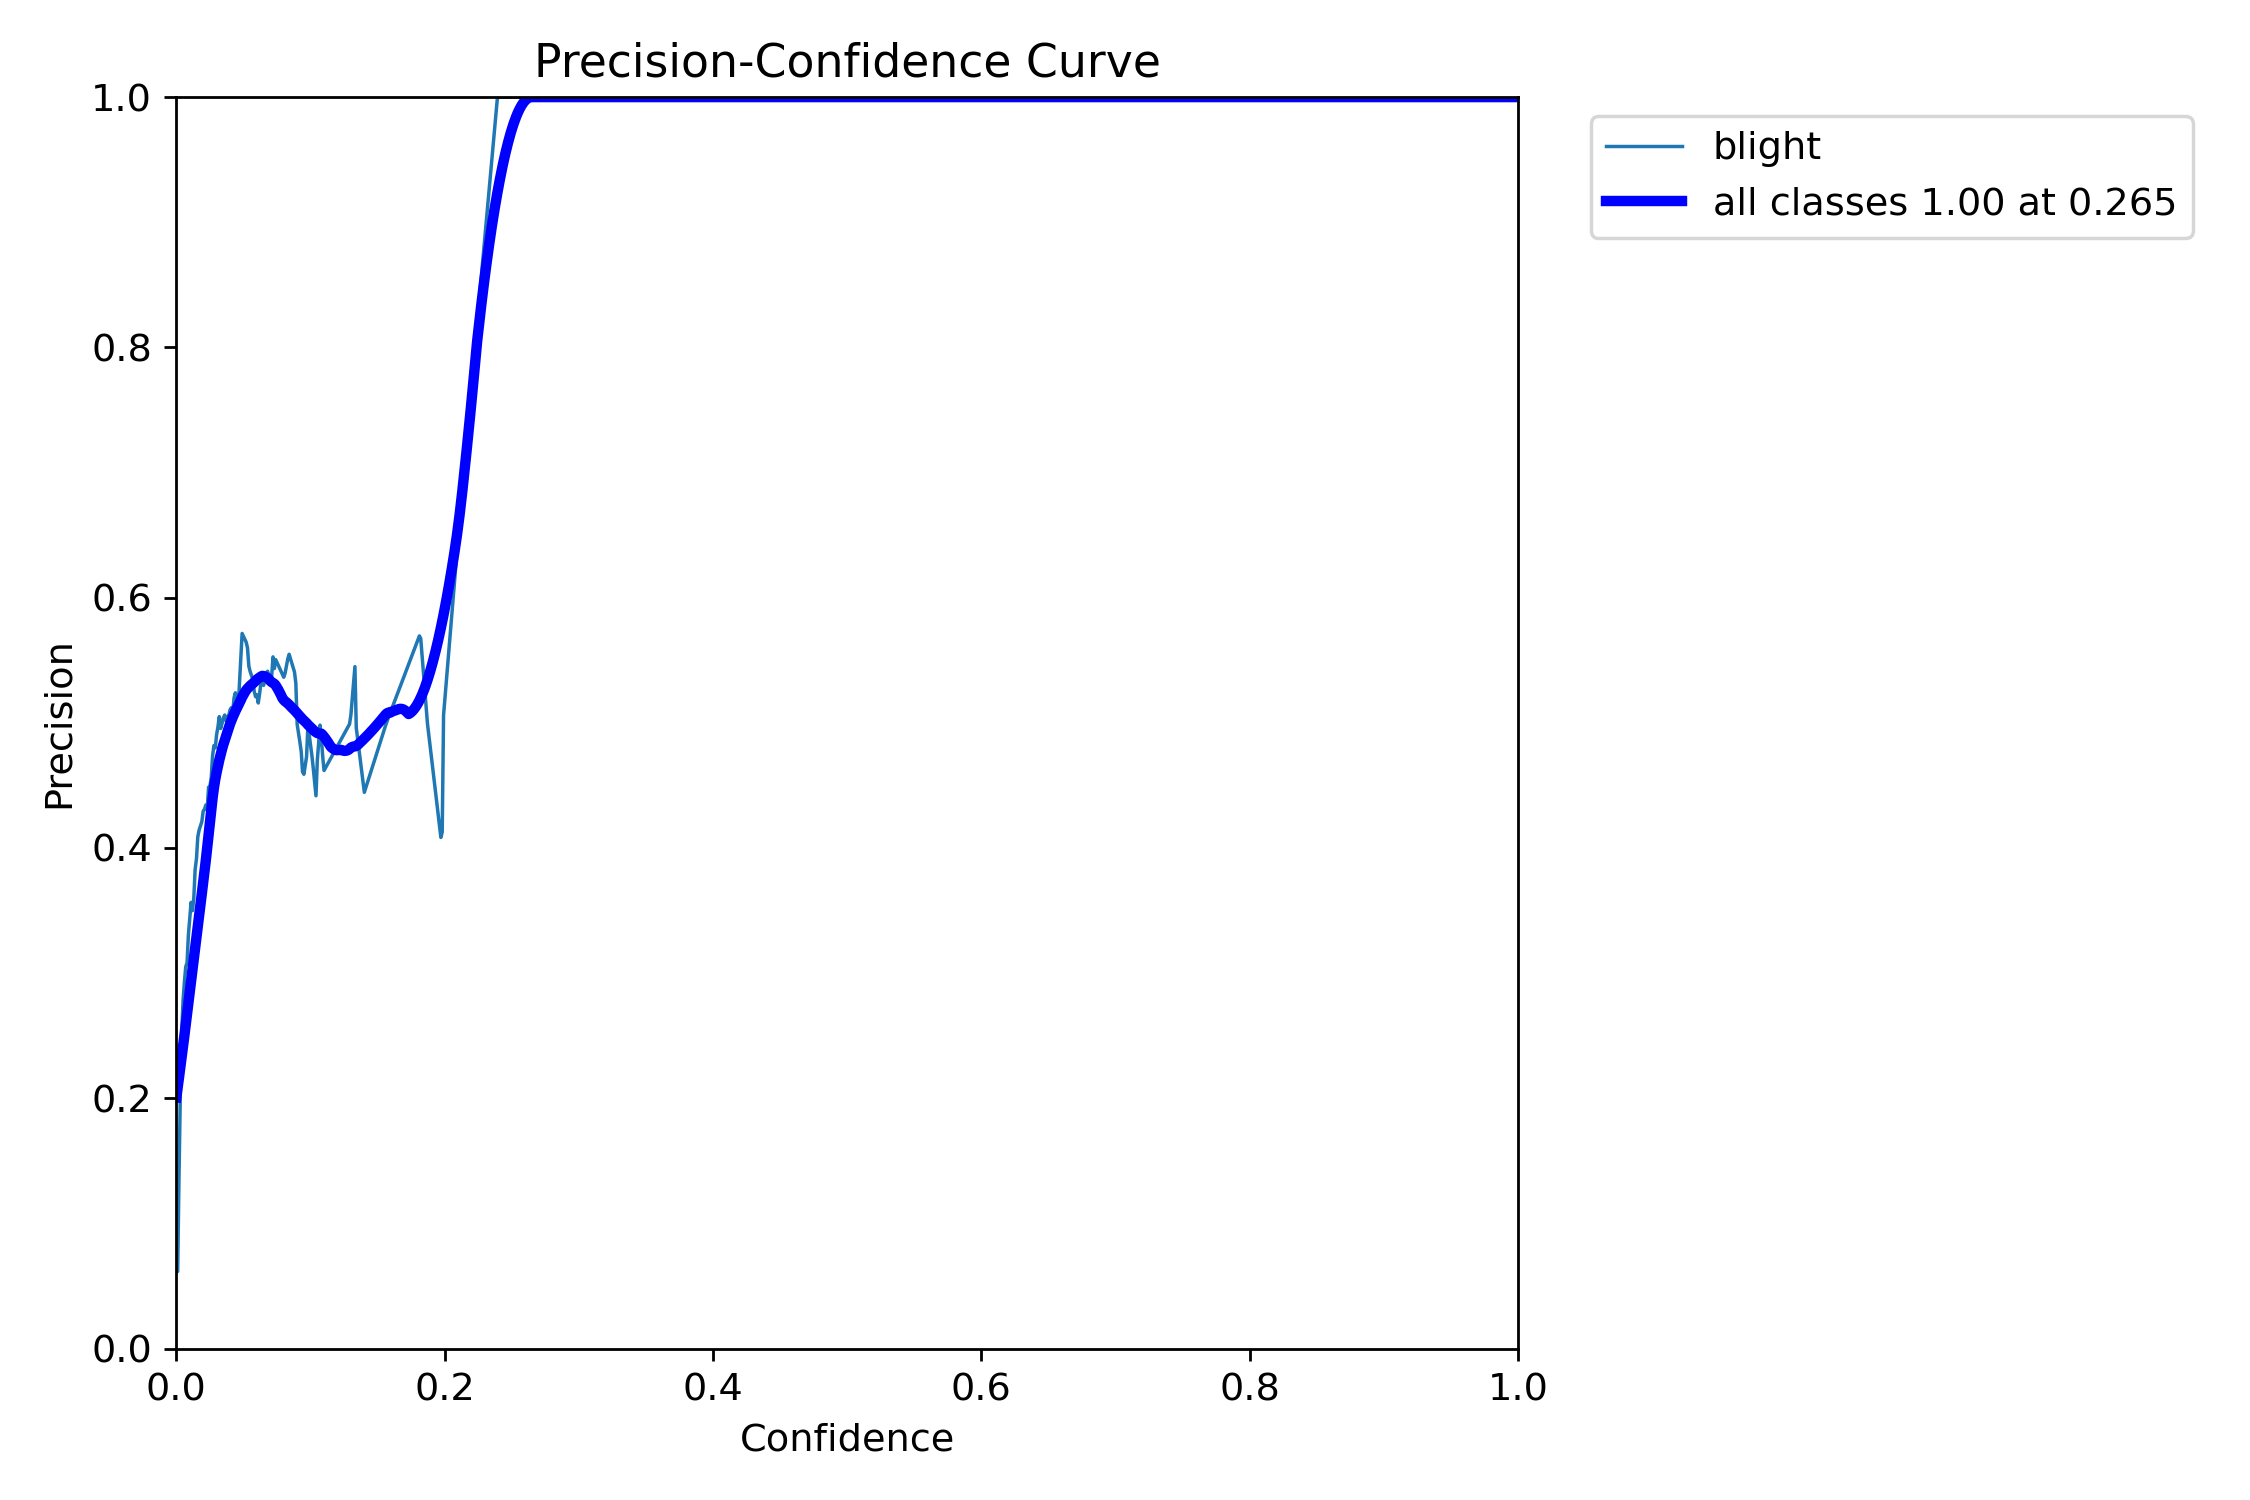 Precision-Confidence Curve
1.0
0.8
0.6
0.4
0.2
0.0
Precision
0.0 0.2 0.4 0.6 0.8 1.0
Confidence
blight
all classes 1.00 at 0.265